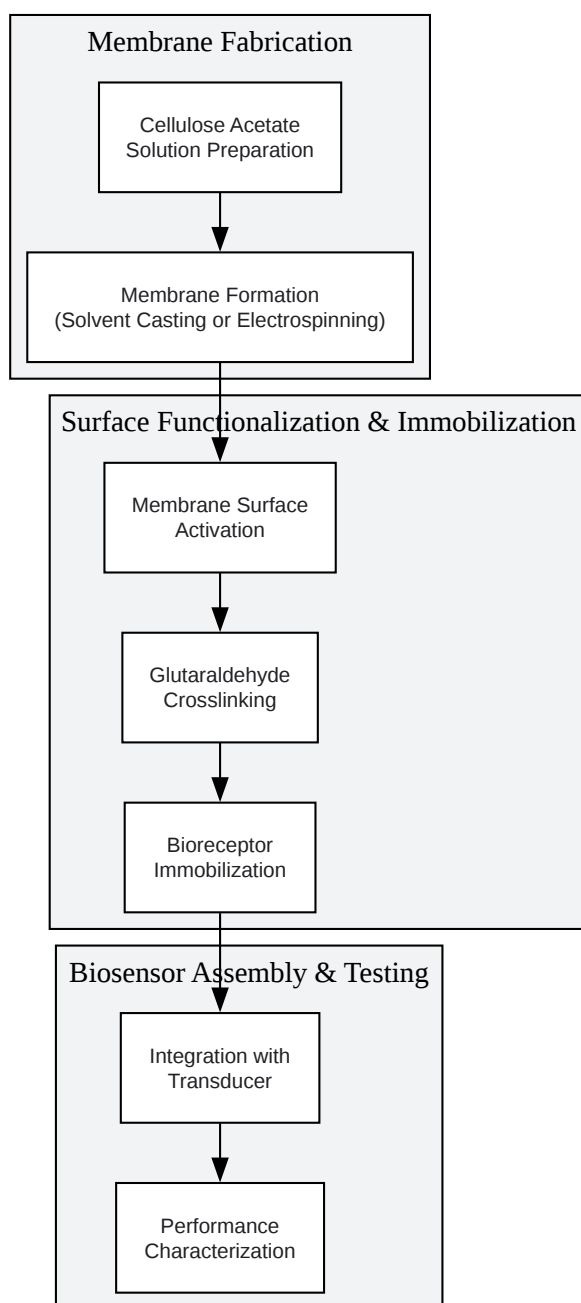 Membrane Fabrication
Cellulose Acetate
Solution Preparation
Membrane Formation
(Solvent Casting or Electrospinning)
Surface Functionalization & Immobilization
Membrane Surface
Activation
Glutaraldehyde
Crosslinking
Bioreceptor
Immobilization
Biosensor Assembly & Testing
Integration with
Transducer
Performance
Characterization